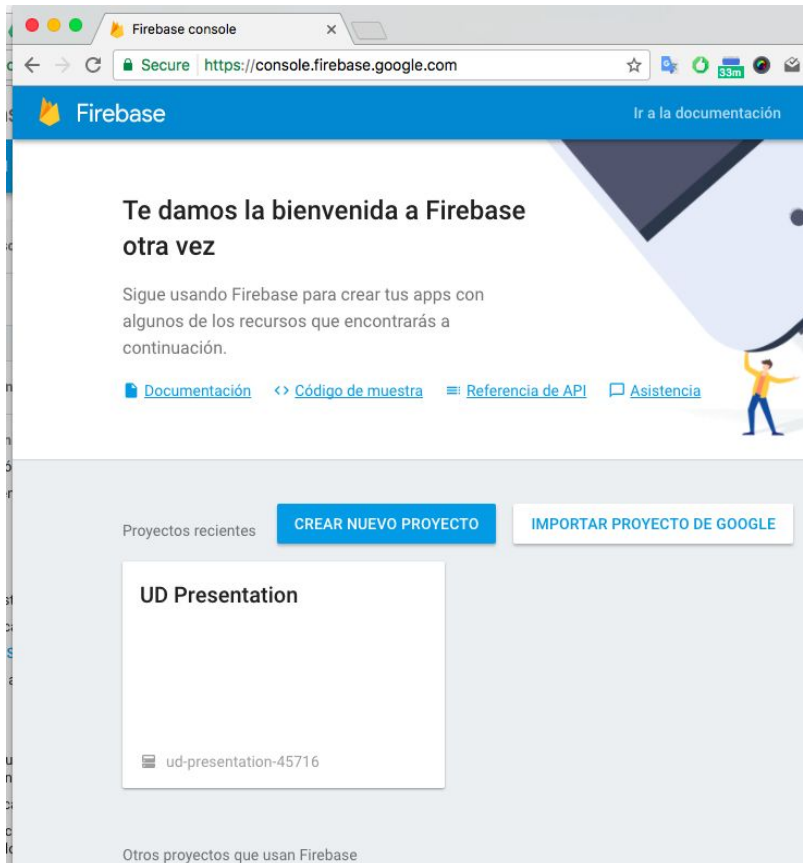 Firebase console
Secure https://console.firebase.google.com
33m
Firebase
Ir a la documentación
Te damos la bienvenida a Firebase
otra vez
Sigue usando Firebase para crear tus apps con
algunos de los recursos que encontrarás a
continuación.
Documentación <> Código de muestra Referencia de API Asistencia
Proyectos recientes CREAR NUEVO PROYECTO IMPORTAR PROYECTO DE GOOGLE
UD Presentation
ud-presentation-45716
Otros proyectos que usan Firebase